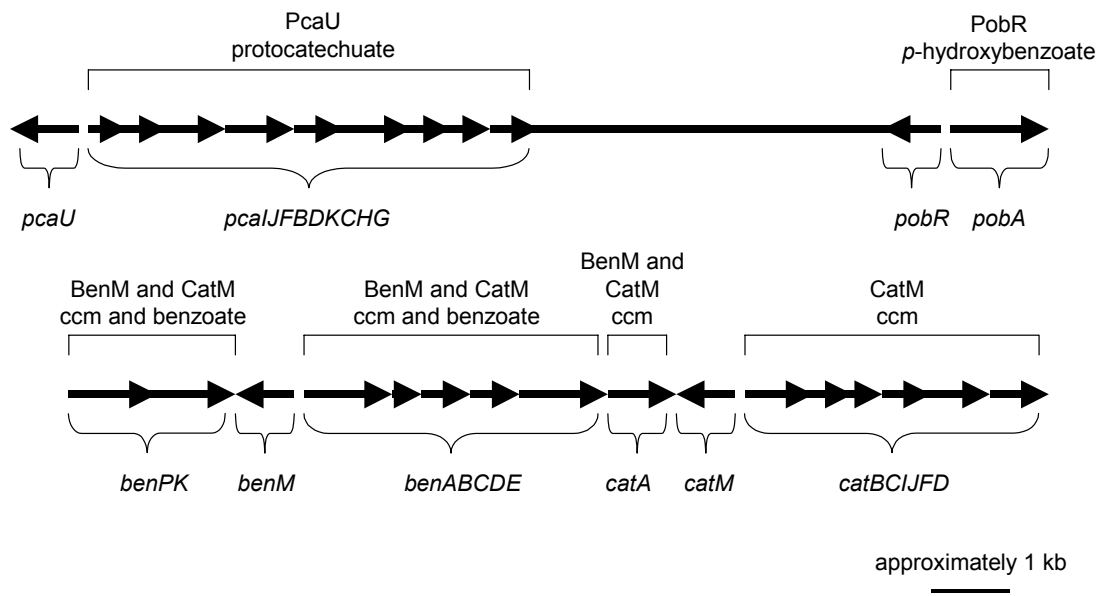 PcaU
protocatechuate
PobR
p-hydroxybenzoate
pcaU
pcaIJFBDKCHG
pobR
pobA
BenM and CatM
ccm and benzoate
BenM and CatM
ccm and benzoate
BenM and
CatM
ccm
CatM
ccm
benPK
benM
benABCDE
catA
catM
catBCIJFD
approximately 1 kb